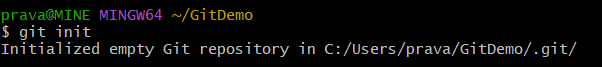 prava@MINE MINGW64 ~/GitDemo
$ git init
Initialized empty Git repository in C:/Users/prava/GitDemo/.git/